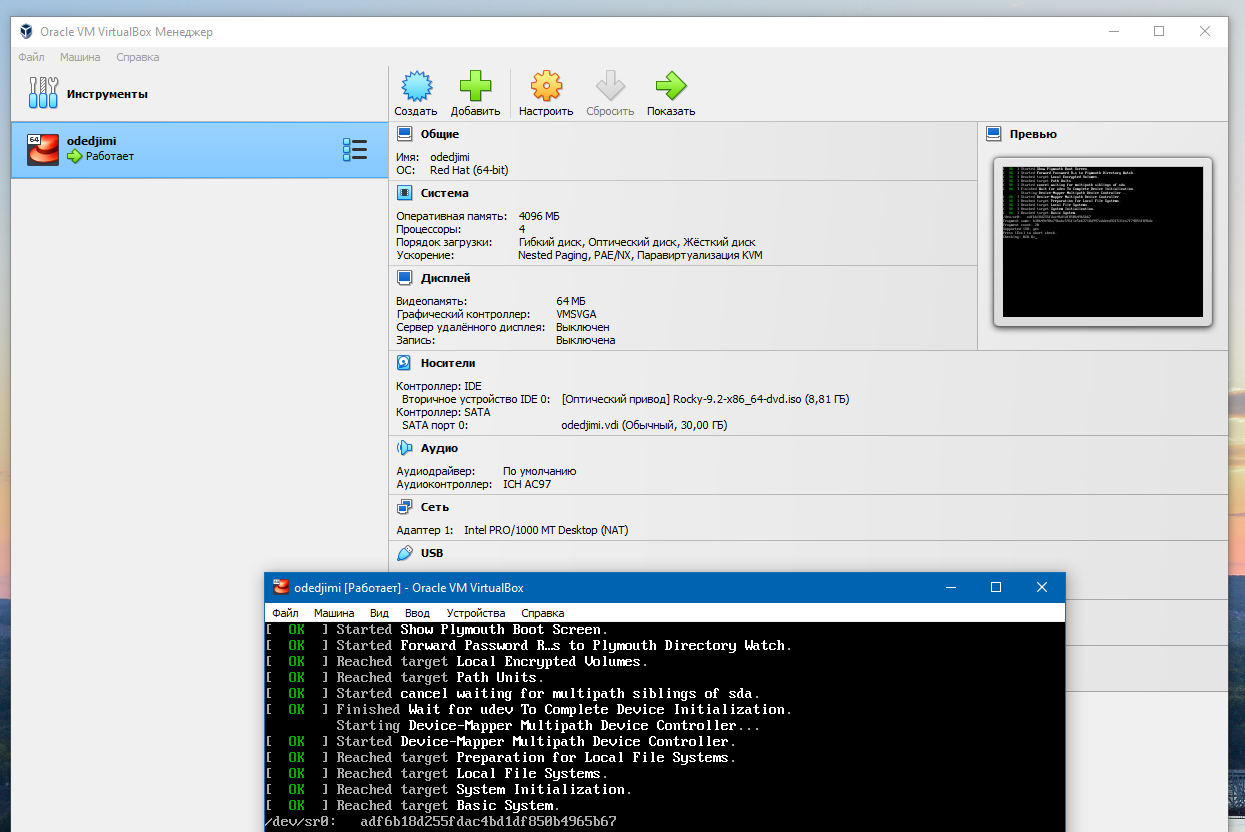 Oracle VM VirtualBox Менеджер
Файл Машина Справка
Инструменты
Создать Добавить Настроить Сбросить Показать
64
odedjimi
Работает
Общие
Имя: odedjimi
ОС: Red Hat (64-bit)
Превью
Система
Оперативная память: 4096 МБ
Процессоры: 4
Порядок загрузки: Гибкий диск, Оптический диск, Жёсткий диск
Ускорение: Nested Paging, PAE/NX, Паравиртуализация KVM
Дисплей
Видеопамять: 64 МБ
Графический контроллер: VMSVGA
Сервер удалённого дисплея: Выключен
Запись: Выключена
Носители
Контроллер: IDE
Вторичное устройство IDE 0: [Оптический привод] Rocky-9.2-x86_64-dvd.iso (8,81 ГБ)
Контроллер: SATA
SATA порт 0: odedjimi.vdi (Обычный, 30,00 ГБ)
Аудио
Аудиодрайвер: По умолчанию
Аудиоконтроллер: ICH AC97
Сеть
Адаптер 1: Intel PRO/1000 MT Desktop (NAT)
USB
odedjimi [Работает] - Oracle VM VirtualBox
Файл Машина Вид Ввод Устройства Справка
[ OK ] Started Show Plymouth Boot Screen.
[ OK ] Started Forward Password R…s to Plymouth Directory Watch.
[ OK ] Reached target Local Encrypted Volumes.
[ OK ] Reached target Path Units.
[ OK ] Started cancel waiting for multipath siblings of sda.
[ OK ] Finished Wait for udev To Complete Device Initialization.
Starting Device-Mapper Multipath Device Controller...
[ OK ] Started Device-Mapper Multipath Device Controller.
[ OK ] Reached target Preparation for Local File Systems.
[ OK ] Reached target Local File Systems.
[ OK ] Reached target System Initialization.
[ OK ] Reached target Basic System.
/dev/sr0: adf6b18d255fdac4bd1df850b4965b67